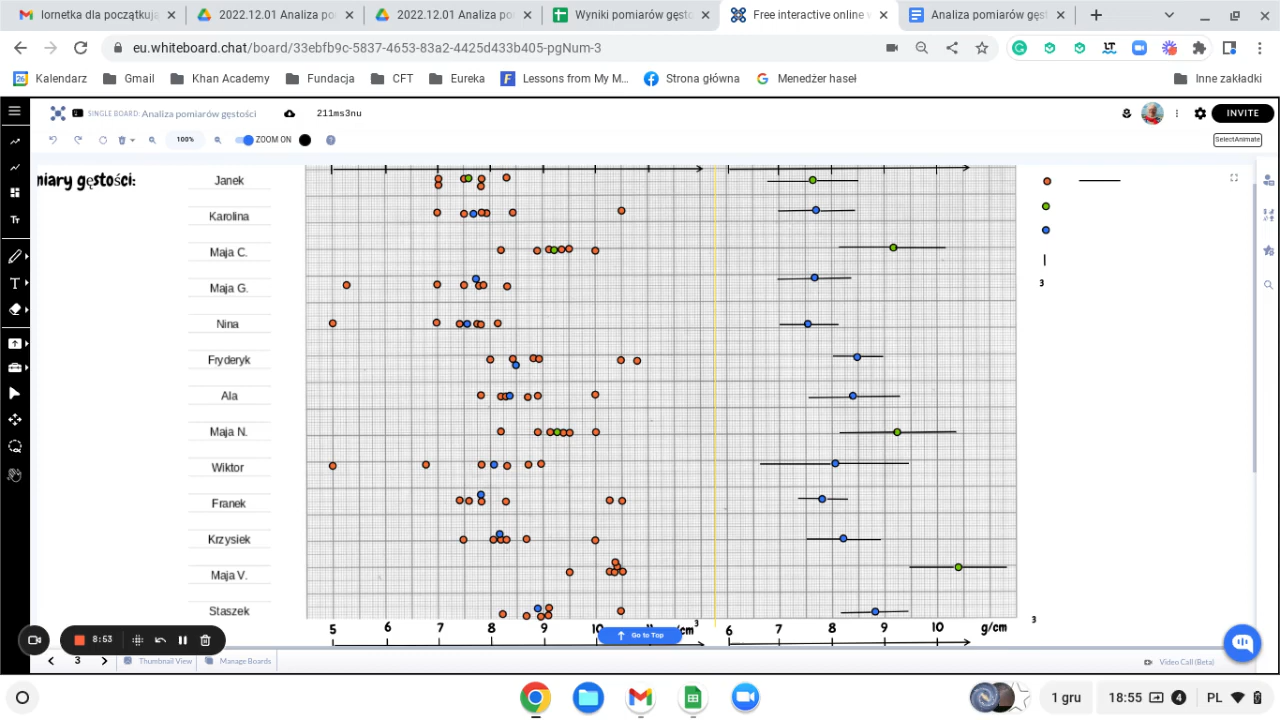 lornetka dla początkują
2022.12.01 Analiza po
2022.12.01 Analiza pom
Wyniki pomiarów gęsto
Free interactive online w
Analiza pomiarów gęst
eu.whiteboard.chat/board/33e0fb9c-5837-4653-83a2-4425d433b405-pgNum-3
Kalendarz
Gmail
Khan Academy
Fundacja
CFT
Eureka
Lessons from My M...
Strona główna
Menedżer haseł
Inne zakładki
SINGLE BOARD: Analiza pomiarów gęstości
211ms3nu
INVITE
100%
ZOOM ON
SelectAnimate
miary gęstości:
Janek
Karolina
Maja C.
Maja G.
Nina
Fryderyk
Ala
Maja N.
Wiktor
Franek
Krzysiek
Maja V.
Staszek
3
3
5 6 7 8 9 10 /cm³
6 7 8 9 10 g/cm
Go to Top
8:53
3
Thumbnail View
Manage Boards
Video Call (Beta)
1 gru
18:55
4
PL